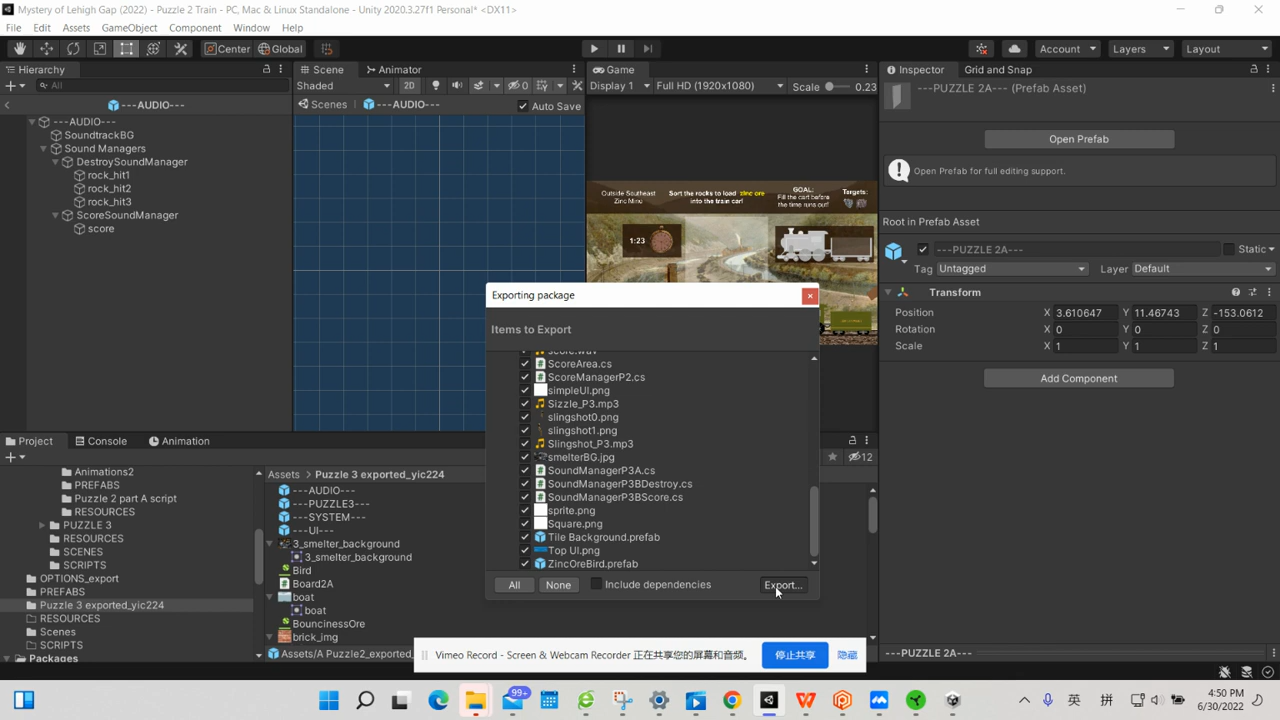 Mystery of Lehigh Gap (2022) - Puzzle 2 Train - PC, Mac & Linux Standalone - Unity 2020.3.27f1 Personal* <DX11>
File Edit Assets GameObject Component Window Help
Center Global Account Layers Layout
Hierarchy Scene Animator Game Inspector Grid and Snap
All Shaded 2D 0 Display 1 Full HD (1920x1080) Scale 0.23
---PUZZLE 2A--- (Prefab Asset)
---AUDIO--- Scenes ---AUDIO--- Auto Save
---AUDIO---
SoundtrackBG
Sound Managers
DestroySoundManager
rock_hit1
rock_hit2
rock_hit3
ScoreSoundManager
score
Outside Southeast
Zinc Mine
Sort the rocks to load zinc ore
into the train car!
GOAL:
Fill the cart before
the time runs out!
Targets:
1:23
Open Prefab
Open Prefab for full editing support.
Root in Prefab Asset
---PUZZLE 2A--- Static
Tag Untagged Layer Default
Transform
Position X 3.610647 Y 11.46743 Z -153.0612
Rotation X 0 Y 0 Z 0
Scale X 1 Y 1 Z 1
Add Component
Exporting package
Items to Export
score.wav
ScoreArea.cs
ScoreManagerP2.cs
simpleUI.png
Sizzle_P3.mp3
slingshot0.png
slingshot1.png
Slingshot_P3.mp3
smelterBG.jpg
SoundManagerP3A.cs
SoundManagerP3BDestroy.cs
SoundManagerP3BScore.cs
sprite.png
Square.png
Tile Background.prefab
Top UI.png
ZincOreBird.prefab
All None Include dependencies Export...
Project Console Animation
12
Animations2
PREFABS
Puzzle 2 part A script
RESOURCES
PUZZLE 3
RESOURCES
SCENES
SCRIPTS
OPTIONS_export
PREFABS
Puzzle 3 exported_yic224
RESOURCES
Scenes
SCRIPTS
Packages
Assets Puzzle 3 exported_yic224
---AUDIO---
---PUZZLE3---
---SYSTEM---
---UI---
3_smelter_background
3_smelter_background
Bird
Board2A
boat
boat
BouncinessOre
brick_img
Assets/A Puzzle2_exported_
---PUZZLE 2A---
Vimeo Record - Screen & Webcam Recorder 正在共享您的屏幕和音频。 停止共享 隐藏
99+
英 拼
4:50 PM
6/30/2022